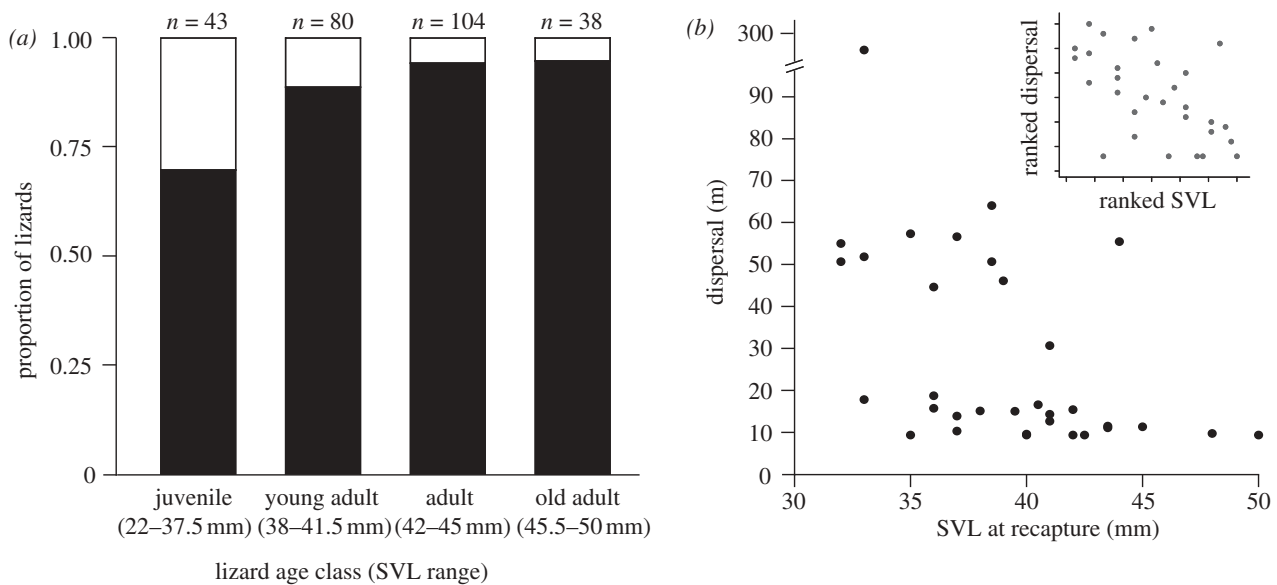 (a)
n = 43 n = 80 n = 104 n = 38
1.00
0.75
0.50
0.25
0
proportion of lizards
juvenile young adult adult old adult
(22–37.5 mm) (38–41.5 mm) (42–45 mm) (45.5–50 mm)
lizard age class (SVL range)
(b)
300
90
80
70
60
50
40
30
20
10
0
dispersal (m)
30 35 40 45 50
SVL at recapture (mm)
ranked dispersal
ranked SVL